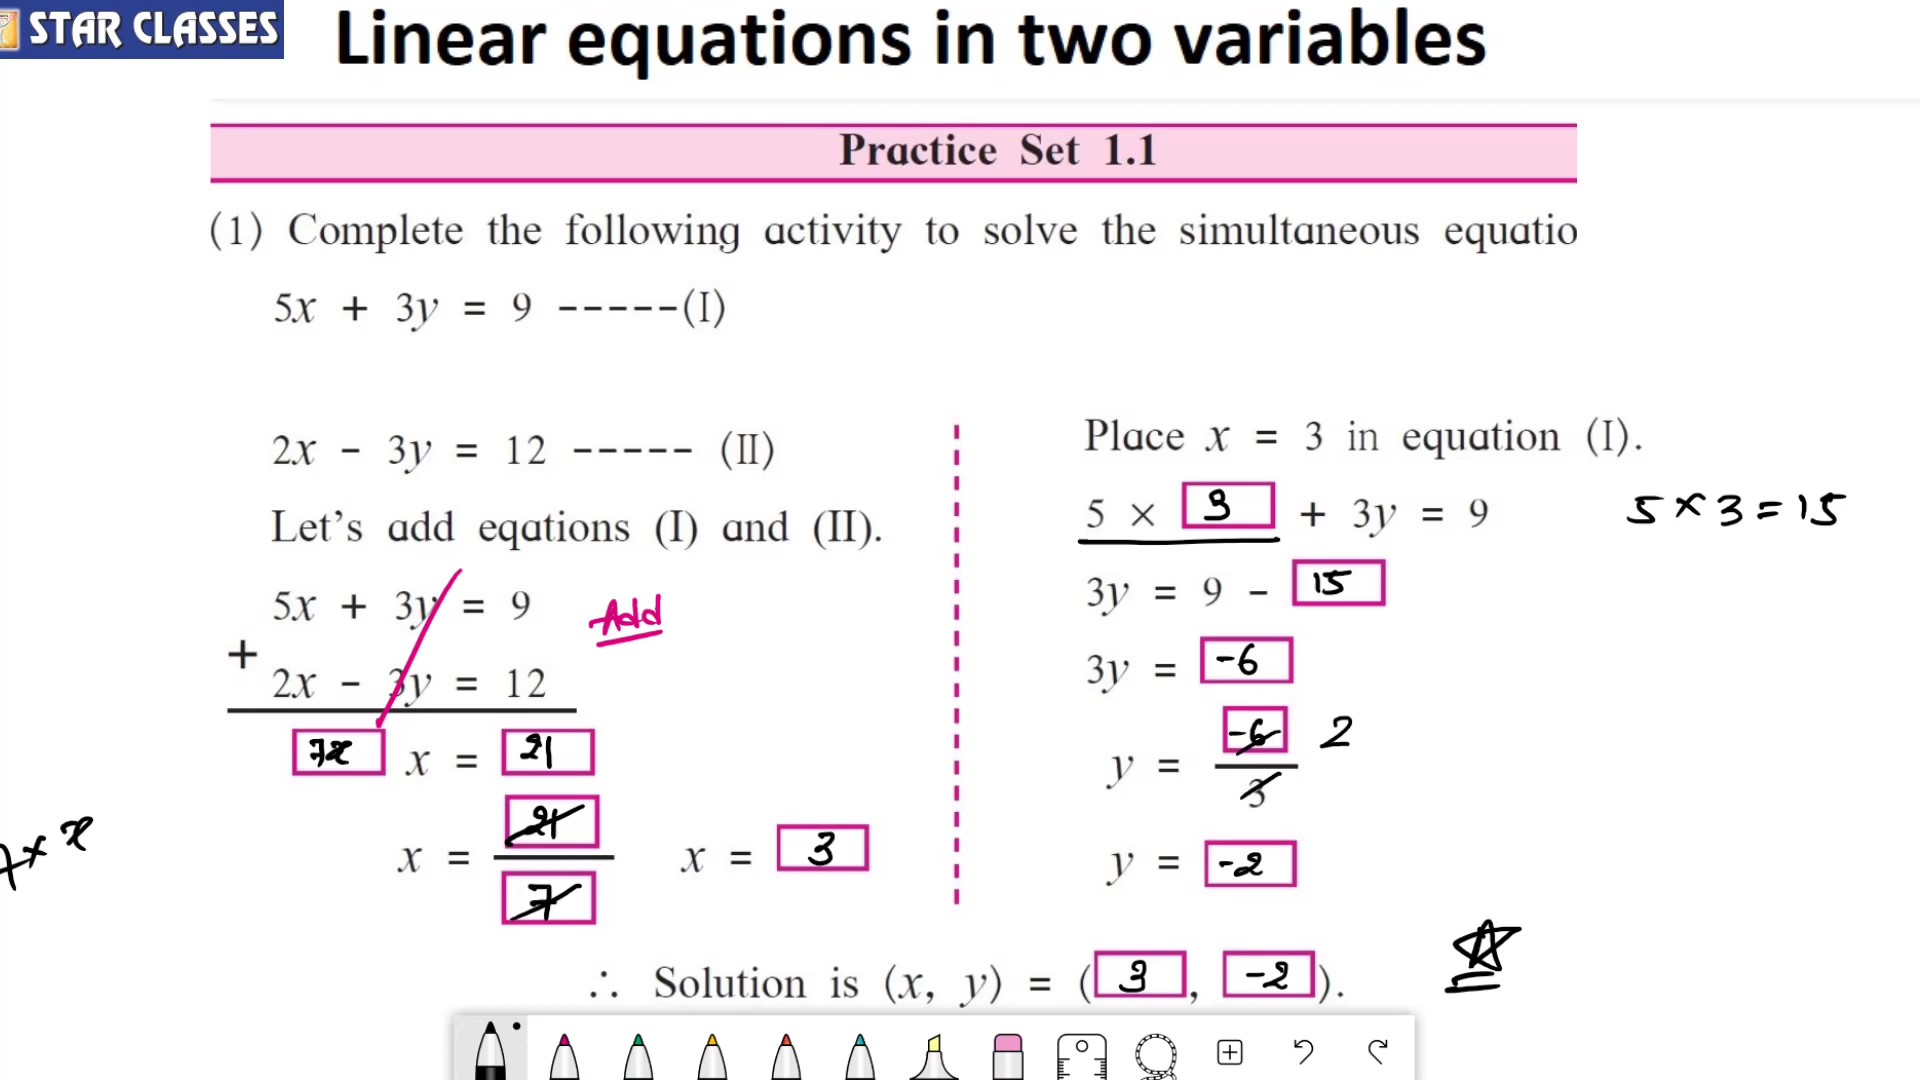 STAR CLASSES
Linear equations in two variables
Practice Set 1.1
(1) Complete the following activity to solve the simultaneous equatio
5x + 3y = 9 -----(I)
2x - 3y = 12 ----- (II)
Let's add eqations (I) and (II).
5x + 3y = 9
Add
+
2x - 3y = 12
7x x = 21
x = 21/7 x = 3
7 × x
Place x = 3 in equation (I).
5 × 3 + 3y = 9
5 × 3 = 15
3y = 9 - 15
3y = -6
y = -6/3 2
y = -2
∴ Solution is (x, y) = (3, -2).